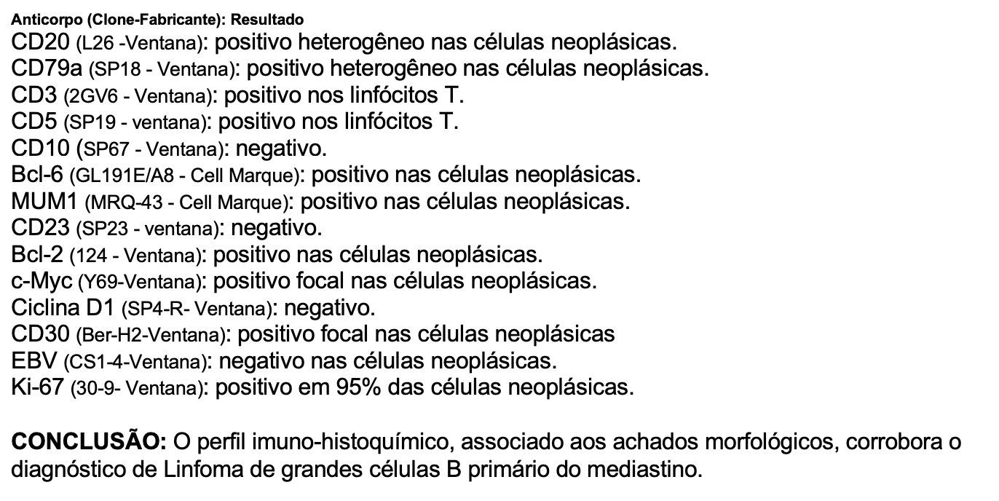 Anticorpo (Clone-Fabricante): Resultado
CD20 (L26 -Ventana): positivo heterogêneo nas células neoplásicas.
CD79a (SP18 - Ventana): positivo heterogêneo nas células neoplásicas.
CD3 (2GV6 - Ventana): positivo nos linfócitos T.
CD5 (SP19 - ventana): positivo nos linfócitos T.
CD10 (SP67 - Ventana): negativo.
Bcl-6 (GL191E/A8 - Cell Marque): positivo nas células neoplásicas.
MUM1 (MRQ-43 - Cell Marque): positivo nas células neoplásicas.
CD23 (SP23 - ventana): negativo.
Bcl-2 (124 - Ventana): positivo nas células neoplásicas.
c-Myc (Y69-Ventana): positivo focal nas células neoplásicas.
Ciclina D1 (SP4-R- Ventana): negativo.
CD30 (Ber-H2-Ventana): positivo focal nas células neoplásicas
EBV (CS1-4-Ventana): negativo nas células neoplásicas.
Ki-67 (30-9- Ventana): positivo em 95% das células neoplásicas.
CONCLUSÃO: O perfil imuno-histoquímico, associado aos achados morfológicos, corrobora o
diagnóstico de Linfoma de grandes células B primário do mediastino.